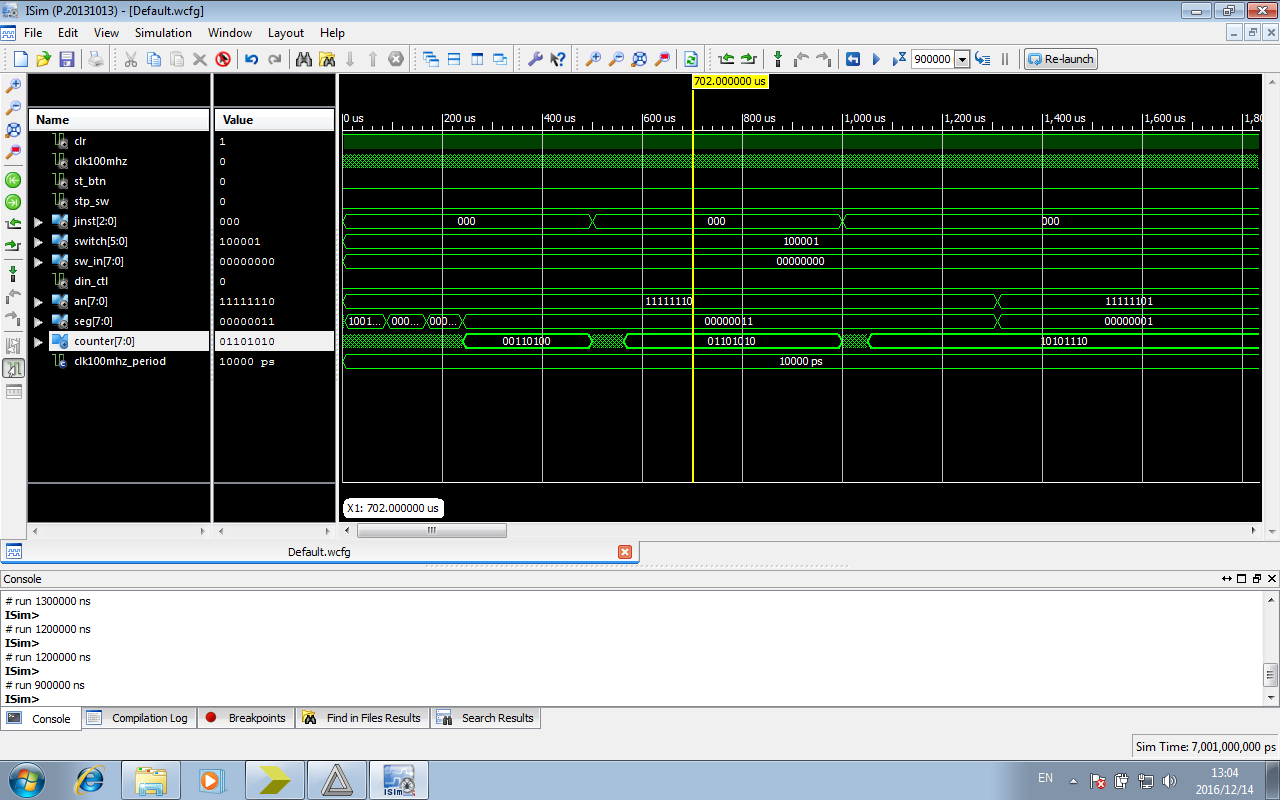 ISim (P.20131013) - [Default.wcfg]
File Edit View Simulation Window Layout Help
900000 Re-launch
702.000000 us
Name Value
0 us 200 us 400 us 600 us 800 us 1,000 us 1,200 us 1,400 us 1,600 us
clr 1
clk100mhz 0
st_btn 0
stp_sw 0
jinst[2:0] 000 000 000 000
switch[5:0] 100001 100001
sw_in[7:0] 00000000 00000000
din_ctl 0
an[7:0] 11111110 11111110 11111101
seg[7:0] 00000011 1001... 000... 000... 00000011 00000001
counter[7:0] 01101010 00110100 01101010 10101110
clk100mhz_period 10000 ps 10000 ps
X1: 702.000000 us
Default.wcfg
Console
# run 1300000 ns
ISim>
# run 1200000 ns
ISim>
# run 1200000 ns
ISim>
# run 900000 ns
ISim>
Console Compilation Log Breakpoints Find in Files Results Search Results
Sim Time: 7,001,000,000 ps
ISim
EN
13:04
2016/12/14